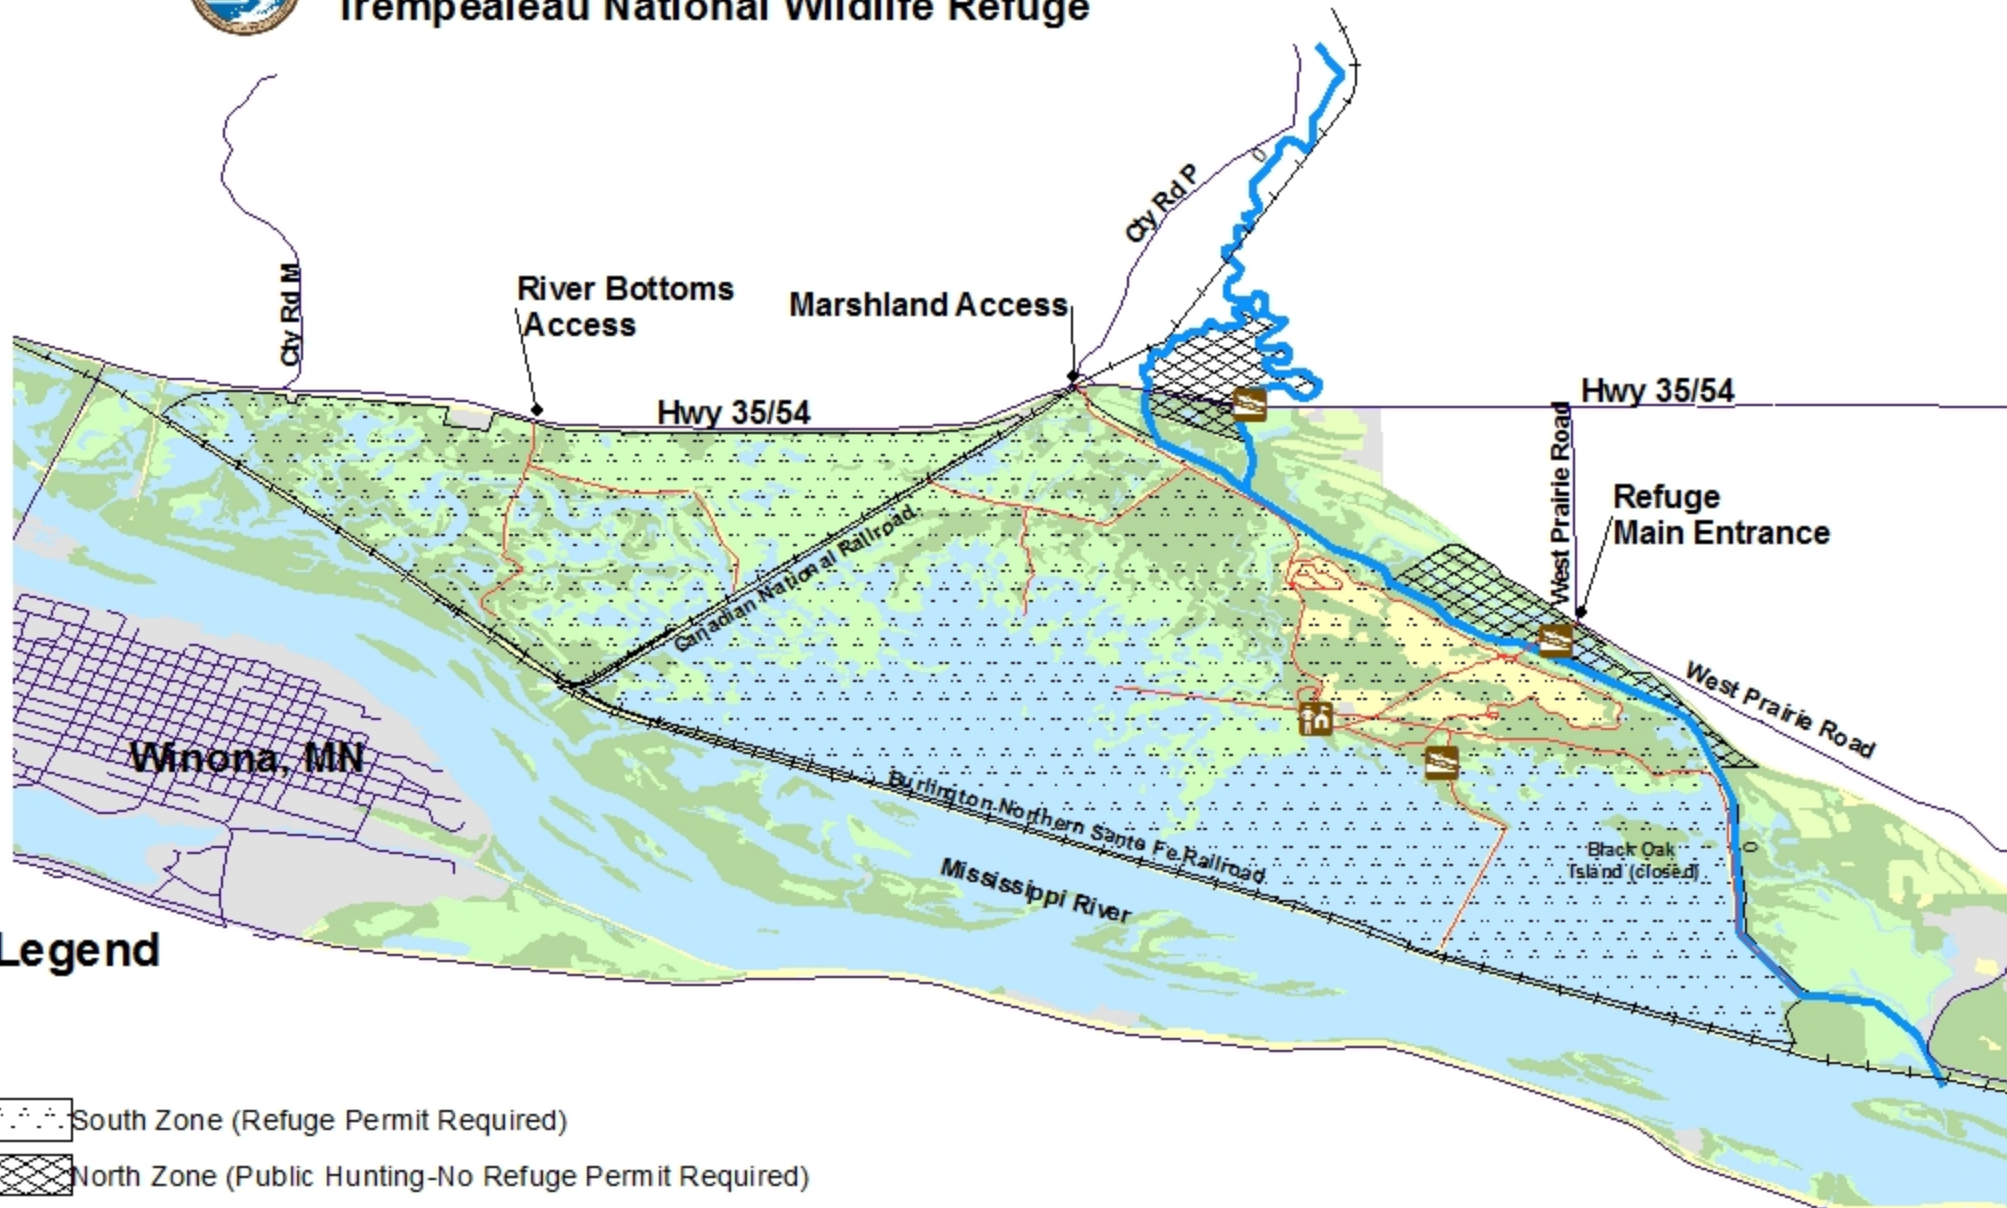 Trempealeau National Wildlife Refuge
Cty Rd P
Cty Rd M
River Bottoms
Access
Marshland Access
Hwy 35/54
Hwy 35/54
West Prairie Road
Refuge
Main Entrance
Canadian National Railroad
West Prairie Road
Winona, MN
Burlington Northern Sante Fe Railroad
Mississippi River
Black Oak
Island (closed)
Legend
South Zone (Refuge Permit Required)
North Zone (Public Hunting-No Refuge Permit Required)